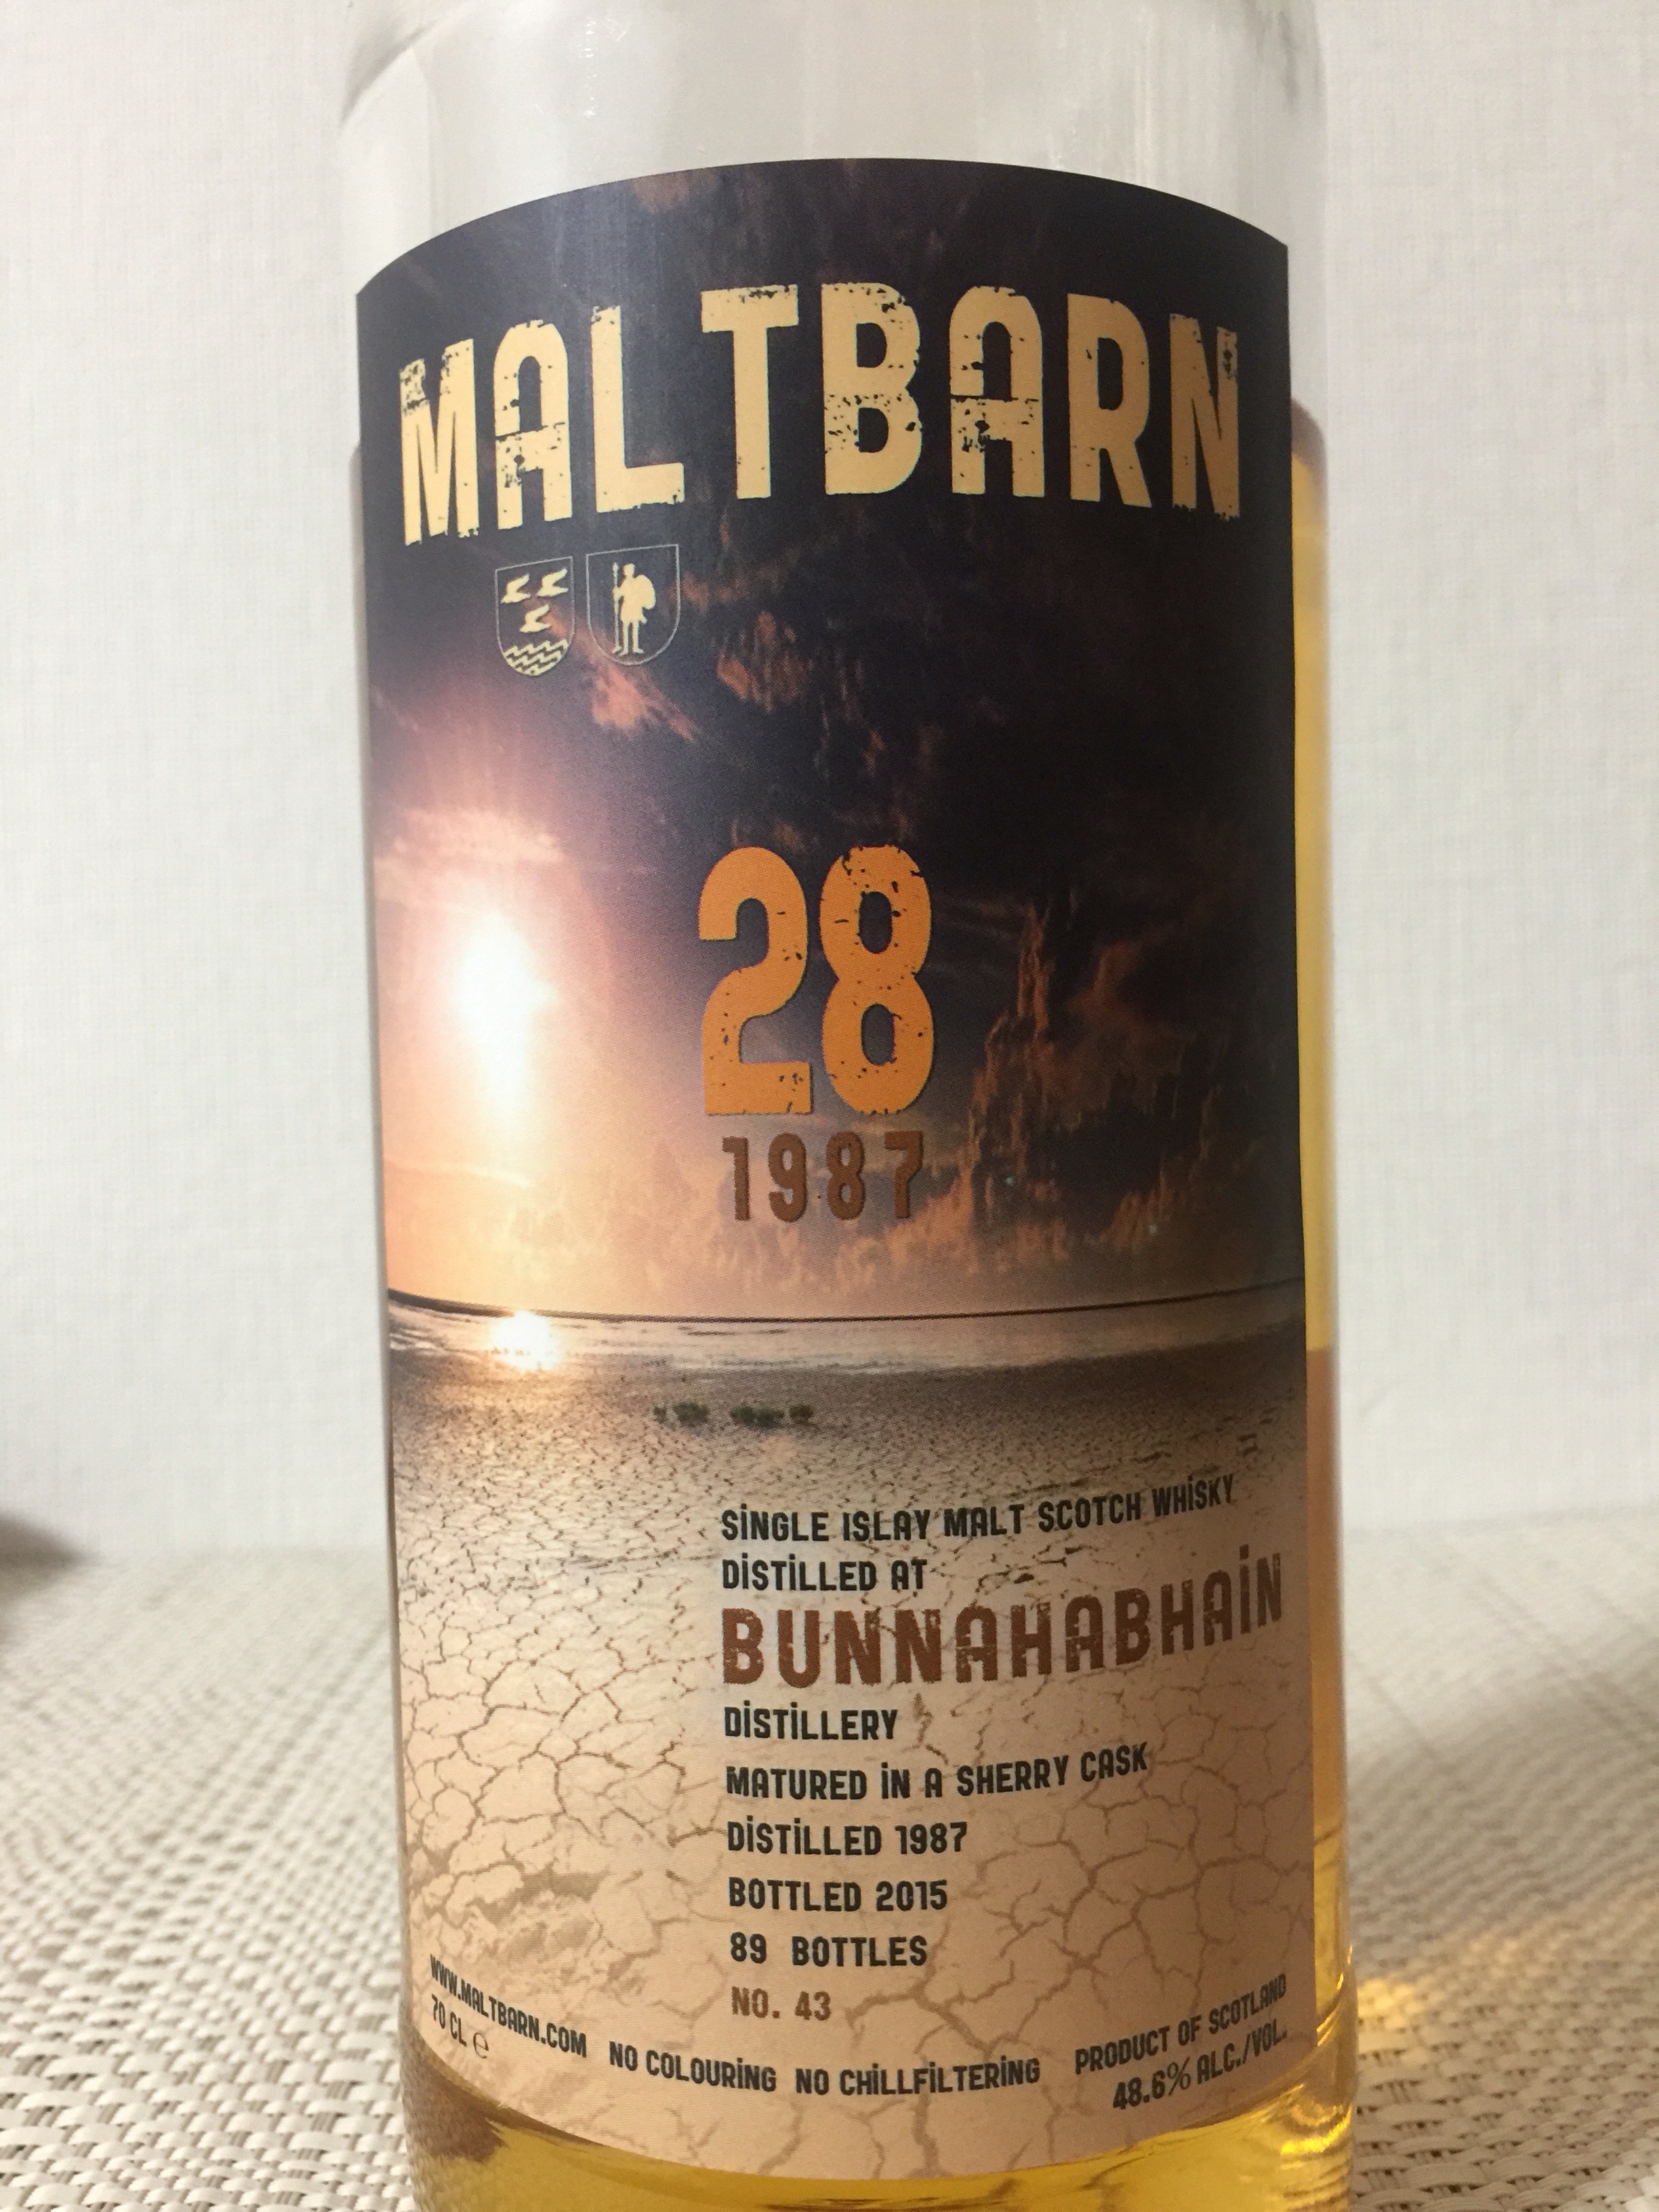 MALTBARN
28
1987
SINGLE ISLAY MALT SCOTCH WHISKY
DISTILLED AT
BUNNAHABHAIN
DISTILLERY
MATURED IN A SHERRY CASK
DISTILLED 1987
BOTTLED 2015
89 BOTTLES
NO. 43
WWW.MALTBARN.COM
70 CL ℮
NO COLOURING NO CHILLFILTERING
PRODUCT OF SCOTLAND
48.6% ALC./VOL.